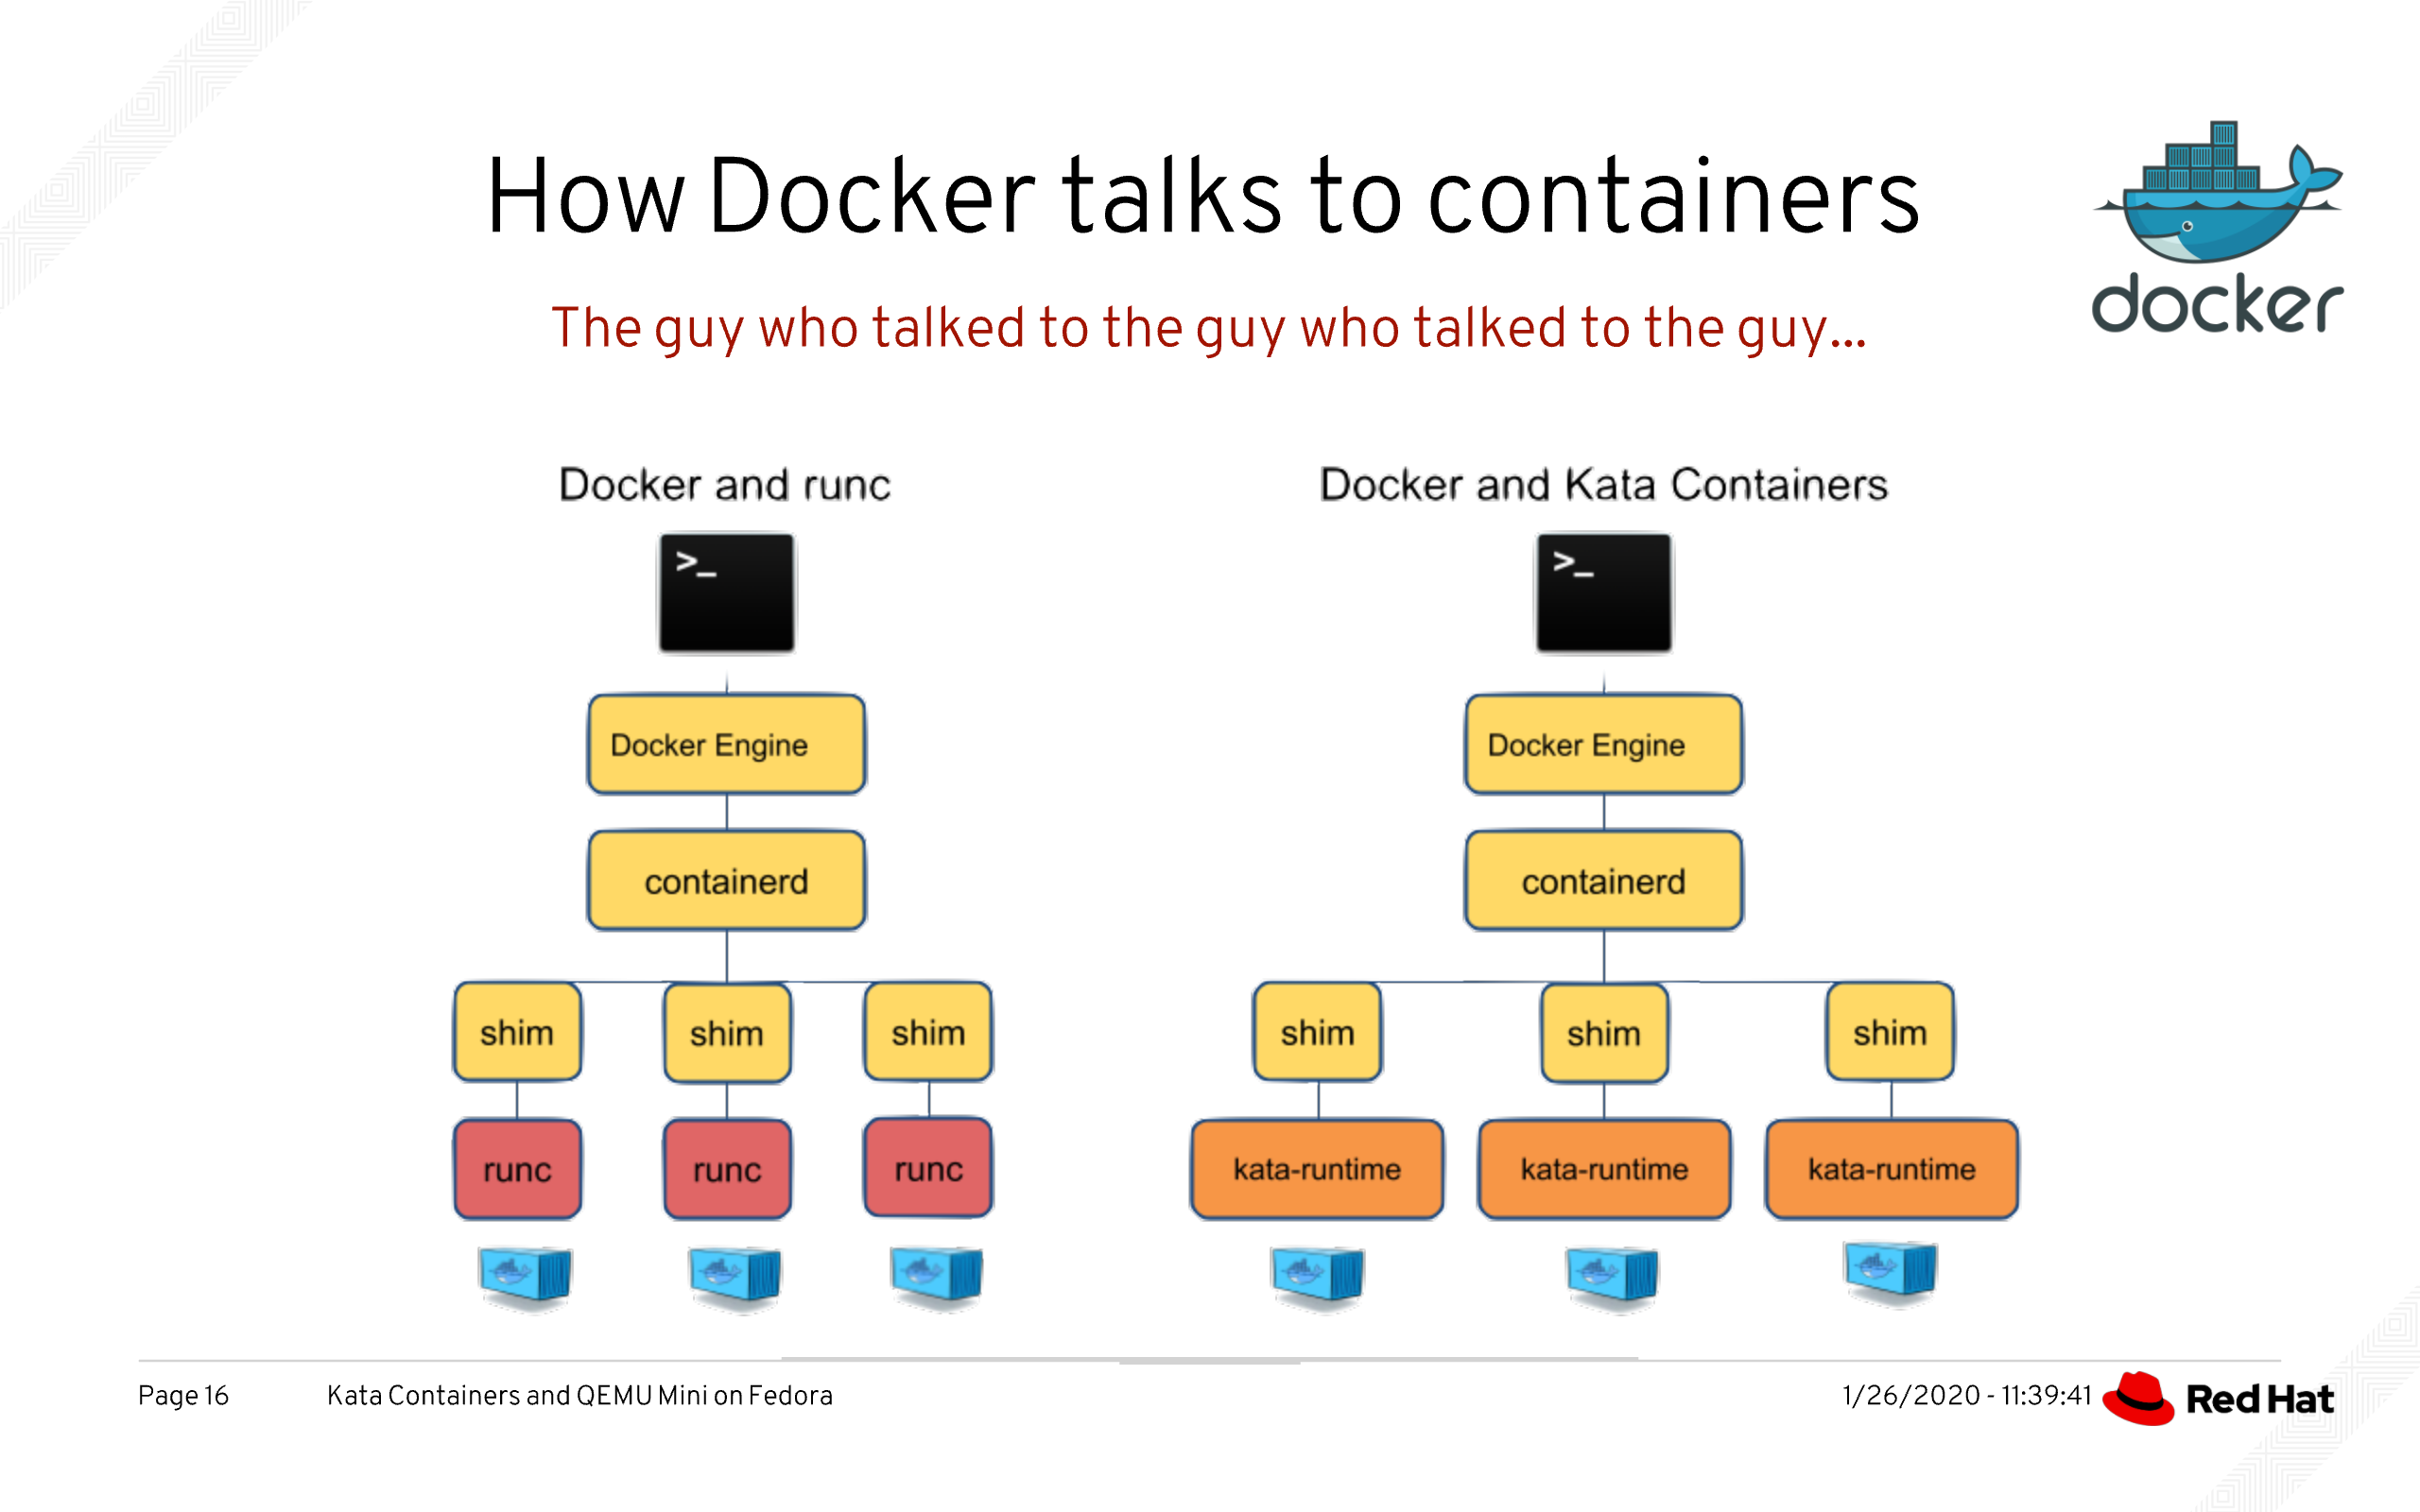 How Docker talks to containers
docker
The guy who talked to the guy who talked to the guy...
Docker and runc
>_
Docker Engine
containerd
shim
shim
shim
runc
runc
runc
Docker and Kata Containers
>_
Docker Engine
containerd
shim
shim
shim
kata-runtime
kata-runtime
kata-runtime
Page 16
Kata Containers and QEMU Mini on Fedora
1/26/2020 - 11:39:41
Red Hat